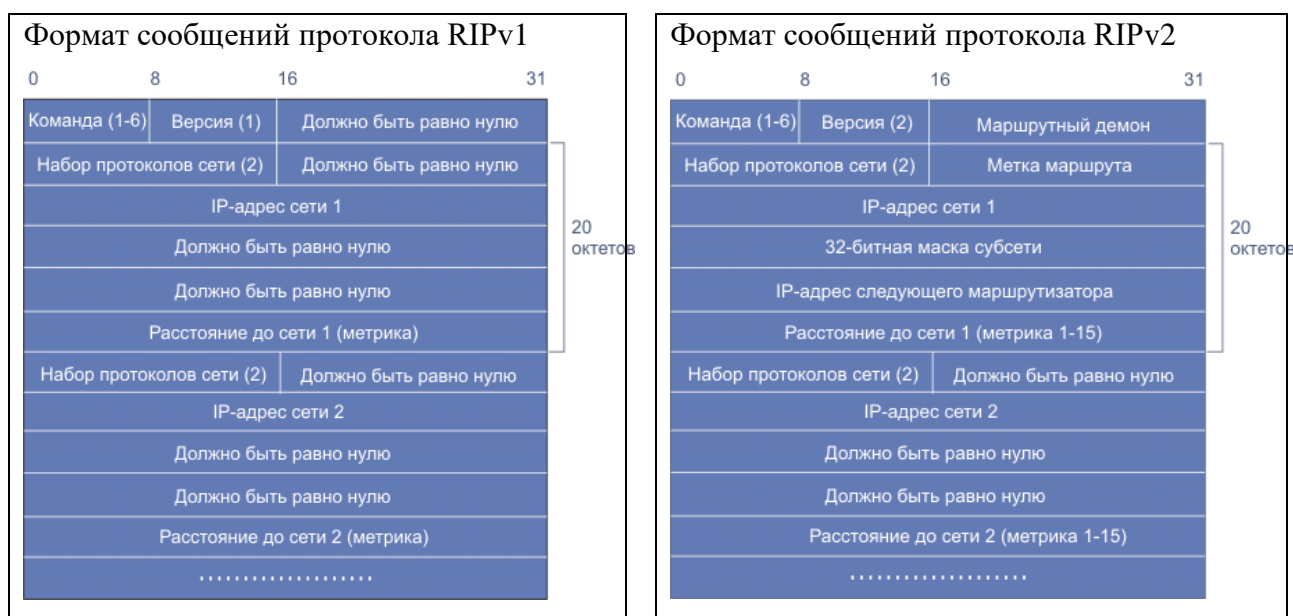 Формат сообщений протокола RIPv1
0 8 16 31
Команда (1-6) Версия (1) Должно быть равно нулю
Набор протоколов сети (2) Должно быть равно нулю
IP-адрес сети 1
Должно быть равно нулю
Должно быть равно нулю
Расстояние до сети 1 (метрика)
20
октетов
Набор протоколов сети (2) Должно быть равно нулю
IP-адрес сети 2
Должно быть равно нулю
Должно быть равно нулю
Расстояние до сети 2 (метрика)
.....................
Формат сообщений протокола RIPv2
0 8 16 31
Команда (1-6) Версия (2) Маршрутный демон
Набор протоколов сети (2) Метка маршрута
IP-адрес сети 1
32-битная маска субсети
IP-адрес следующего маршрутизатора
Расстояние до сети 1 (метрика 1-15)
20
октетов
Набор протоколов сети (2) Должно быть равно нулю
IP-адрес сети 2
Должно быть равно нулю
Должно быть равно нулю
Расстояние до сети 2 (метрика 1-15)
.....................